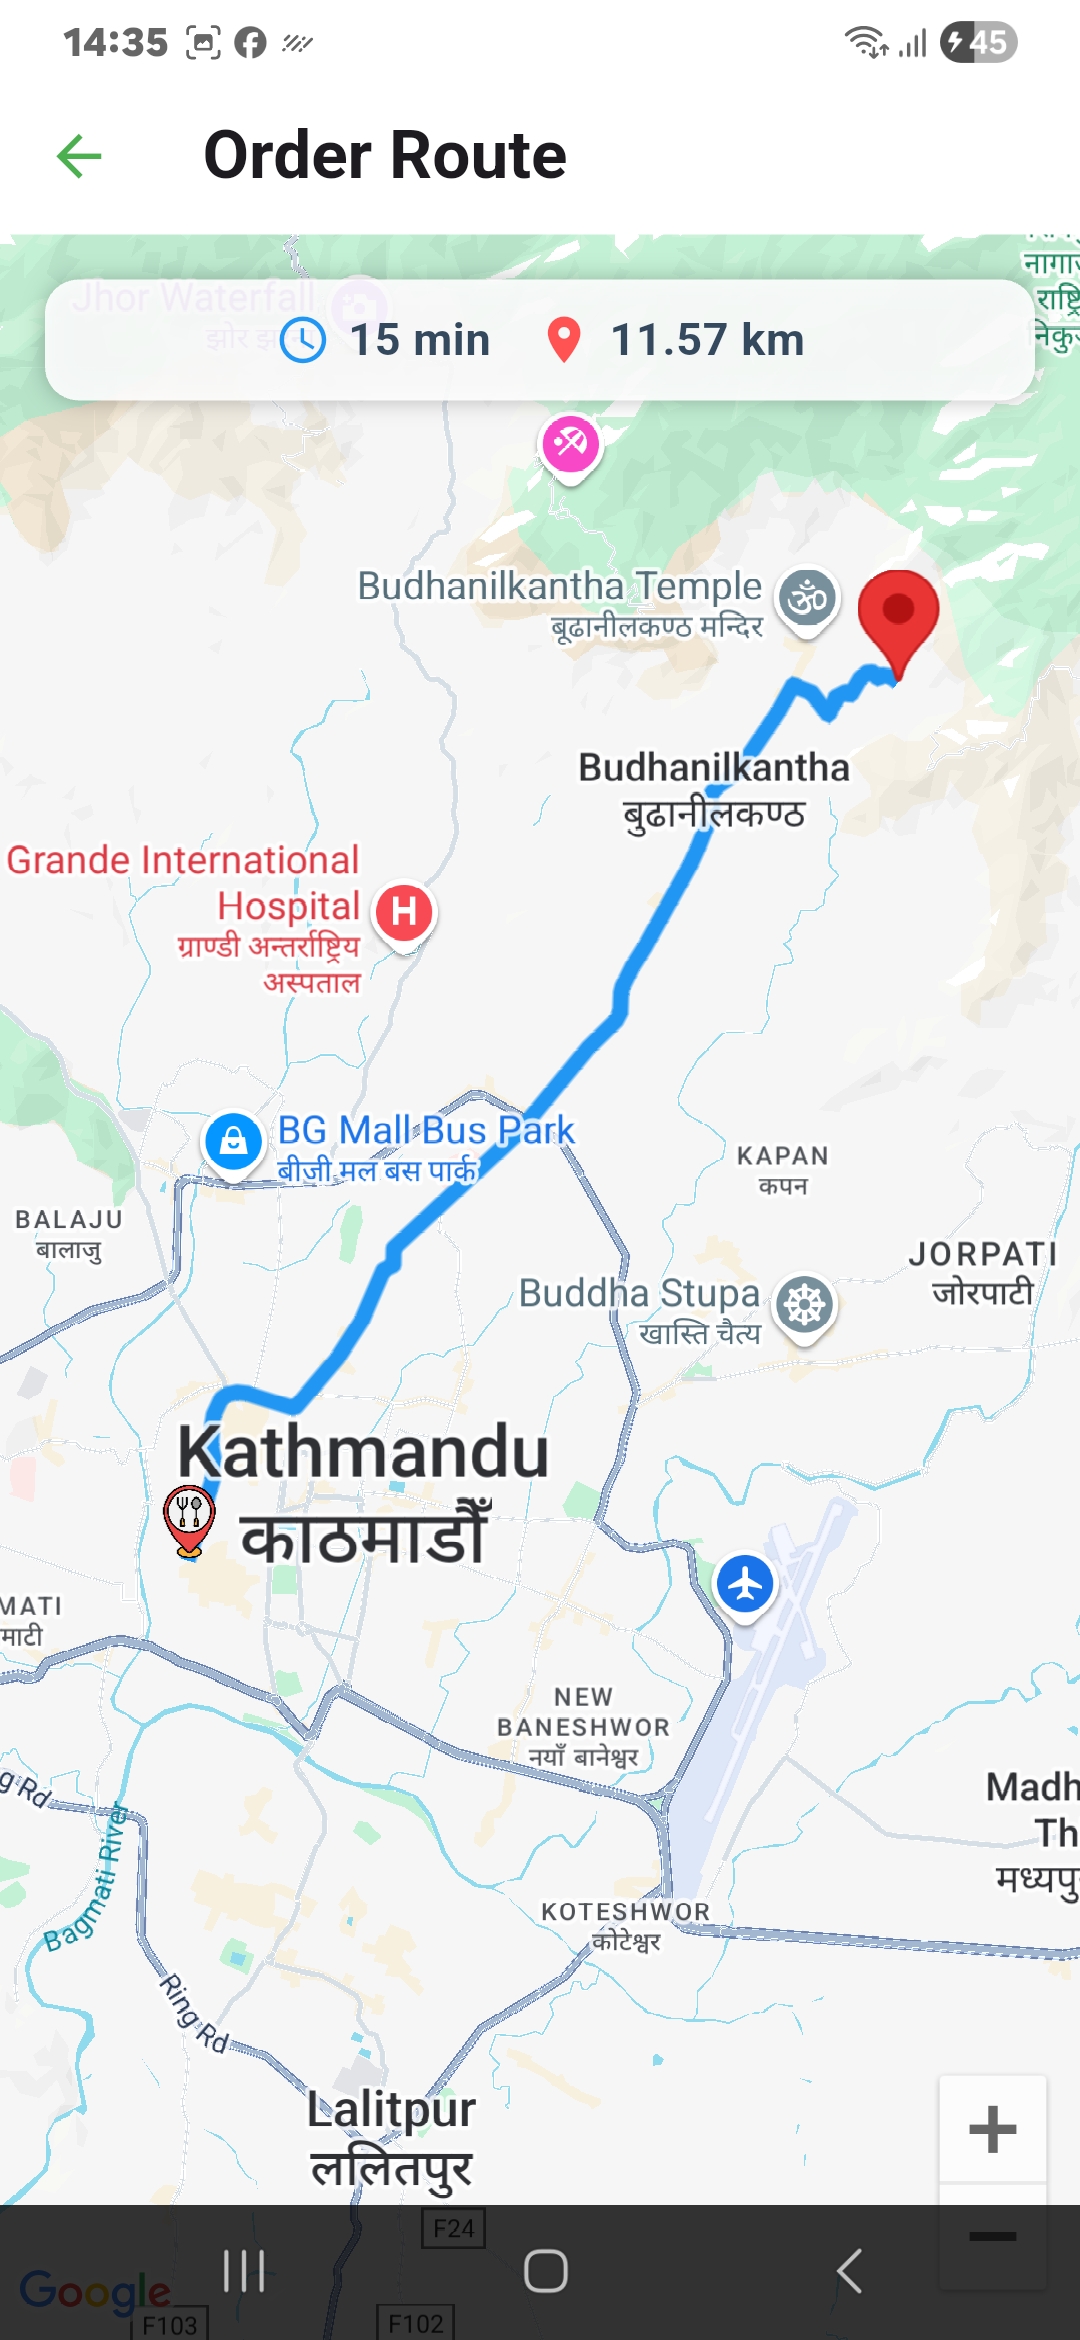 14:35
45
Order Route
Jhor Waterfall
15 min
11.57 km
Budhanilkantha Temple
बूढानीलकण्ठ मन्दिर
Budhanilkantha
बुढानीलकण्ठ
Grande International
Hospital
ग्राण्डी अन्तर्राष्ट्रिय
अस्पताल
H
BG Mall Bus Park
बीजी मल बस पार्क
KAPAN
कपन
BALAJU
बालाजु
JORPATI
जोरपाटी
Buddha Stupa
खास्ति चैत्य
Kathmandu
काठमाडौँ
MATI
माटी
NEW
BANESHWOR
नयाँ बानेश्वर
g Rd
Madh
Th
मध्यपु
Bagmati River
KOTESHWOR
कोटेश्वर
Ring Rd
Lalitpur
ललितपुर
F24
Google
F103
F102